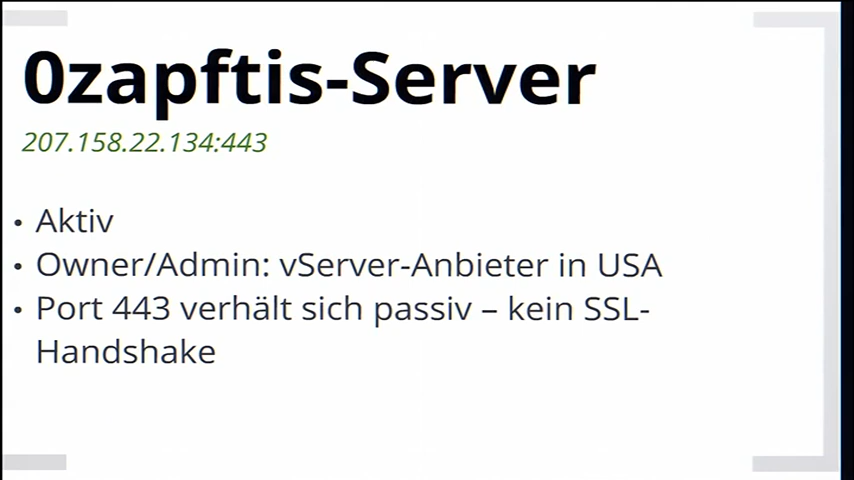 0zapftis-Server
207.158.22.134:443
• Aktiv
• Owner/Admin: vServer-Anbieter in USA
• Port 443 verhält sich passiv – kein SSL-
Handshake